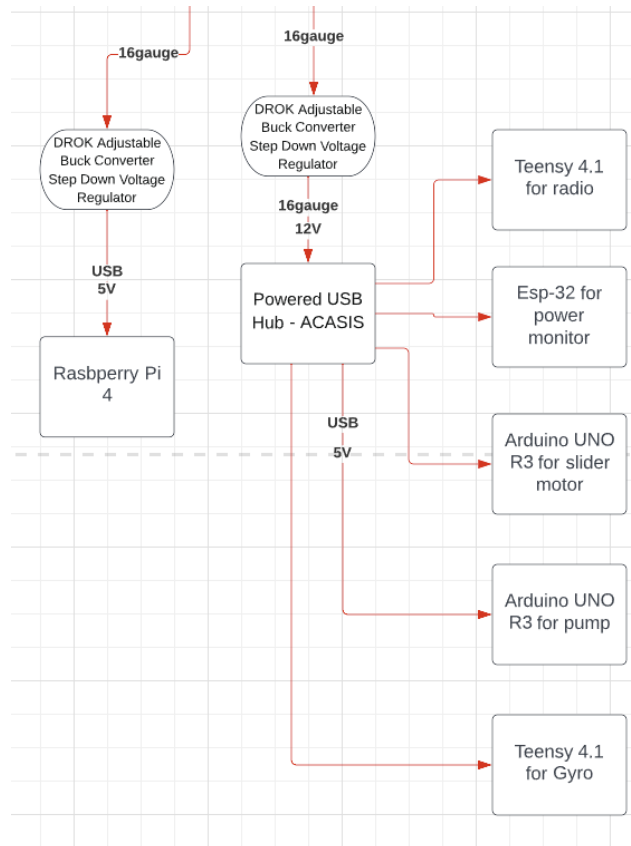 16gauge
16gauge
DROK Adjustable
Buck Converter
Step Down Voltage
Regulator
DROK Adjustable
Buck Converter
Step Down Voltage
Regulator
Teensy 4.1
for radio
16gauge
12V
USB
5V
Powered USB
Hub - ACASIS
Esp-32 for
power
monitor
Rasbperry Pi
4
USB
5V
Arduino UNO
R3 for slider
motor
Arduino UNO
R3 for pump
Teensy 4.1
for Gyro